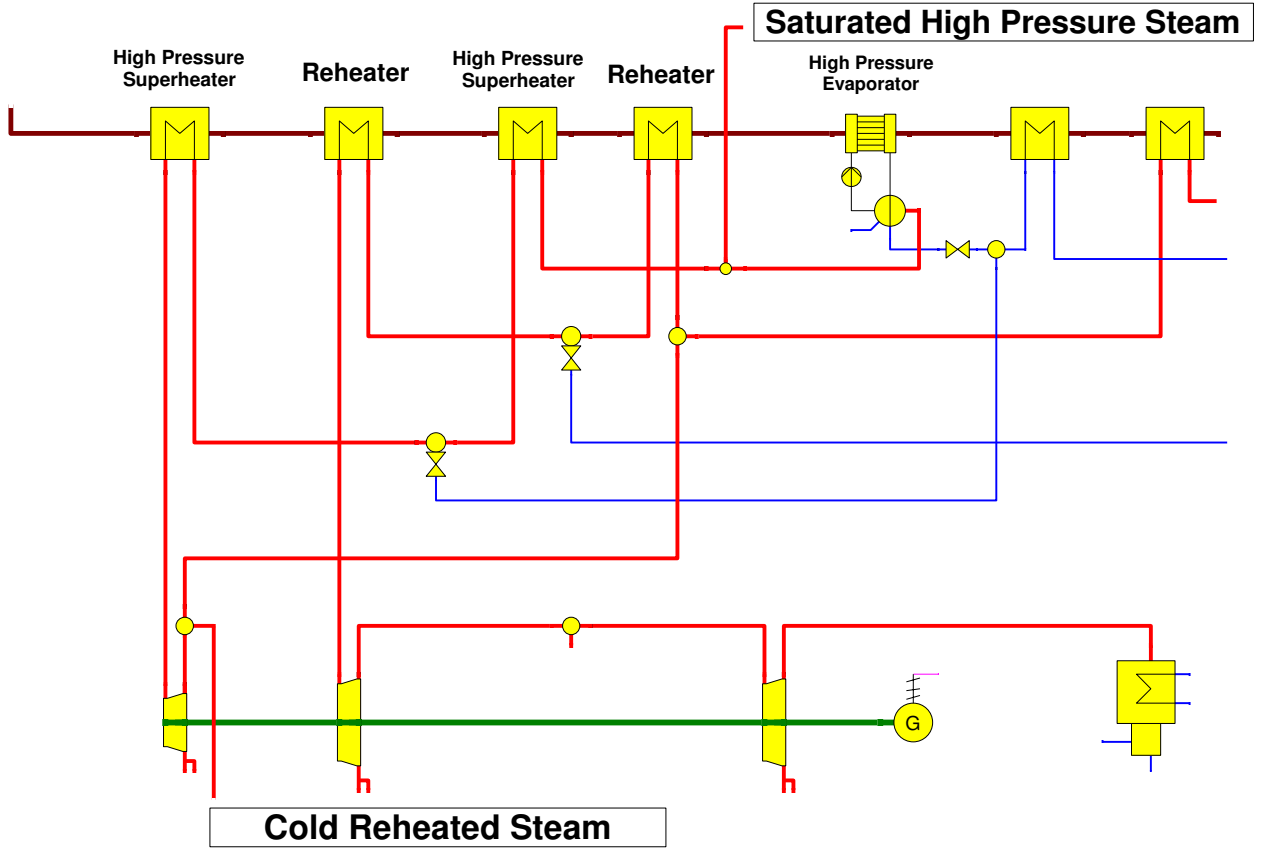 Saturated High Pressure Steam
High Pressure
Superheater
Reheater
High Pressure
Superheater
Reheater
High Pressure
Evaporator
G
Cold Reheated Steam